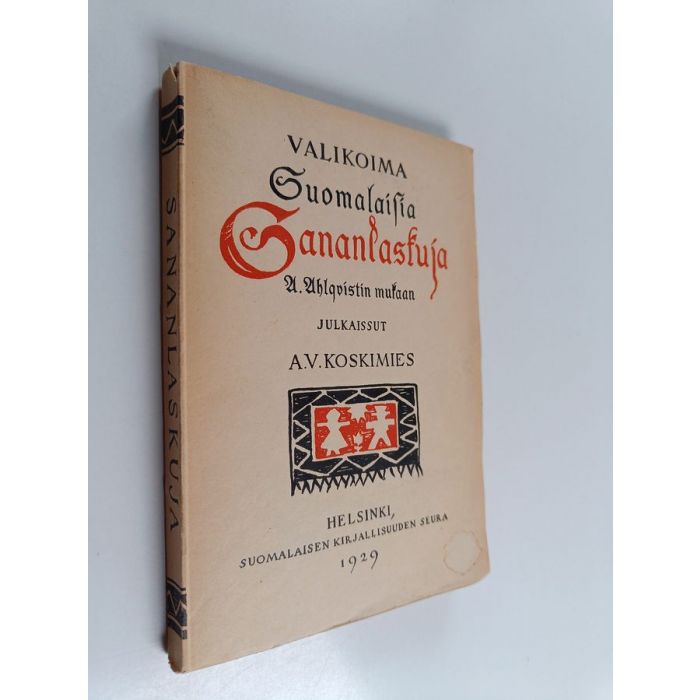 VALIKOIMA
Suomalaisia
Sananlaskuja
A. Ahlqvistin mukaan
JULKAISSUT
A.V. KOSKIMIES
HELSINKI,
SUOMALAISEN KIRJALLISUUDEN SEURA
1929
SANANLASKUJA